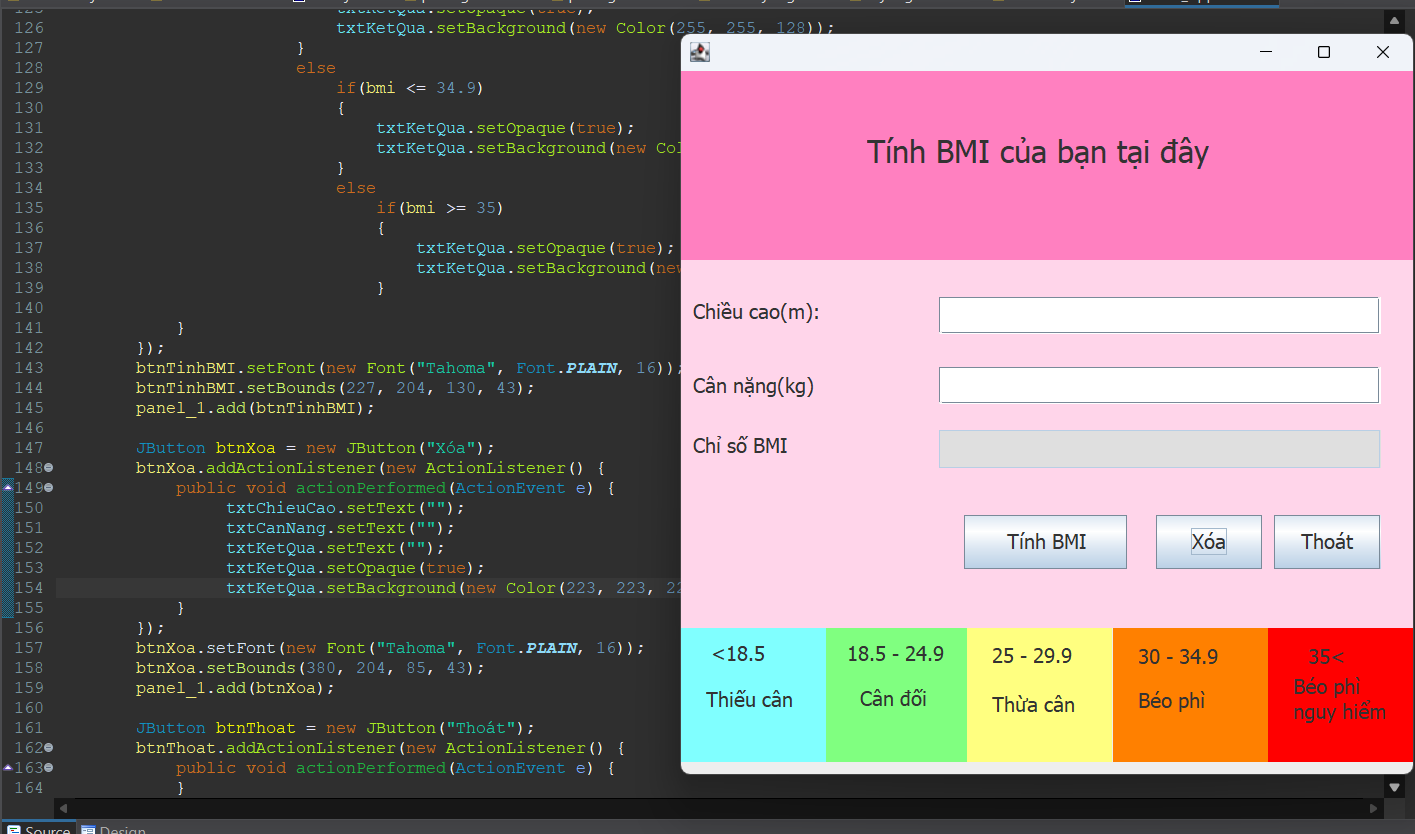 126 txtKetQua.setBackground(new Color(255, 255, 128));
127 }
128 else
129 if(bmi <= 34.9)
130 {
131 txtKetQua.setOpaque(true);
132 txtKetQua.setBackground(new Col
133 }
134 else
135 if(bmi >= 35)
136 {
137 txtKetQua.setOpaque(true);
138 txtKetQua.setBackground(new
139 }
140
141 }
142 });
143 btnTinhBMI.setFont(new Font("Tahoma", Font.PLAIN, 16));
144 btnTinhBMI.setBounds(227, 204, 130, 43);
145 panel_1.add(btnTinhBMI);
146
147 JButton btnXoa = new JButton("Xóa");
148 btnXoa.addActionListener(new ActionListener() {
149 public void actionPerformed(ActionEvent e) {
150 txtChieuCao.setText("");
151 txtCanNang.setText("");
152 txtKetQua.setText("");
153 txtKetQua.setOpaque(true);
154 txtKetQua.setBackground(new Color(223, 223, 22
155 }
156 });
157 btnXoa.setFont(new Font("Tahoma", Font.PLAIN, 16));
158 btnXoa.setBounds(380, 204, 85, 43);
159 panel_1.add(btnXoa);
160
161 JButton btnThoat = new JButton("Thoát");
162 btnThoat.addActionListener(new ActionListener() {
163 public void actionPerformed(ActionEvent e) {
164 }
Source Design
Tính BMI của bạn tại đây
Chiều cao(m):
Cân nặng(kg)
Chỉ số BMI
Tính BMI Xóa Thoát
<18.5 18.5 - 24.9 25 - 29.9 30 - 34.9 35<
Thiếu cân Cân đối Thừa cân Béo phì Béo phì
nguy hiểm